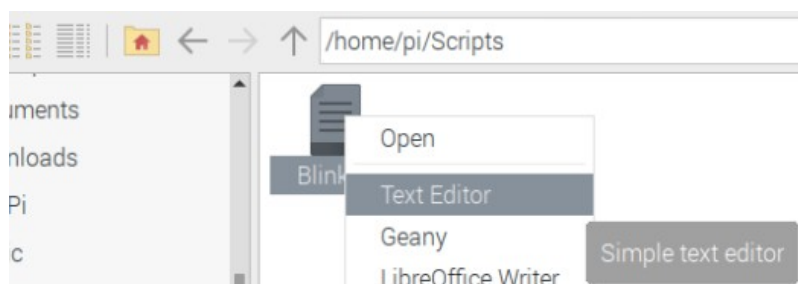 /home/pi/Scripts
uments
nloads
Pi
c
Blink
Open
Text Editor
Geany
LibreOffice Writer
Simple text editor